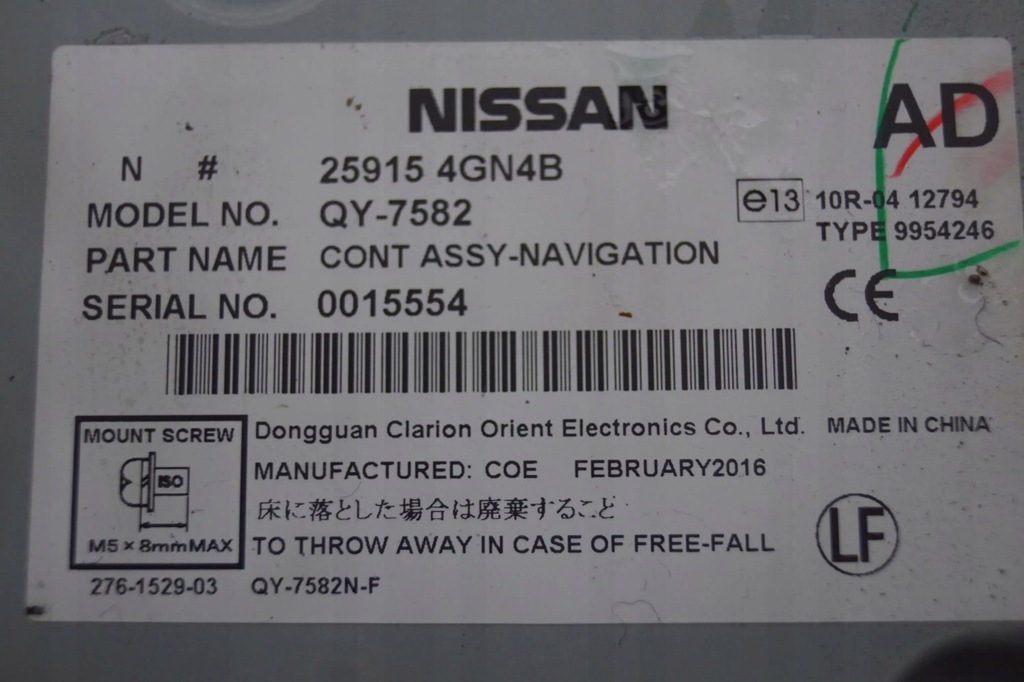 NISSAN
AD
N # 25915 4GN4B
MODEL NO. QY-7582
e13 10R-04 12794
TYPE 9954246
PART NAME CONT ASSY-NAVIGATION
CE
SERIAL NO. 0015554
MOUNT SCREW
ISO
M5 × 8mmMAX
Dongguan Clarion Orient Electronics Co., Ltd. MADE IN CHINA
MANUFACTURED: COE FEBRUARY2016
床に落とした場合は廃棄すること
TO THROW AWAY IN CASE OF FREE-FALL
LF
276-1529-03 QY-7582N-F